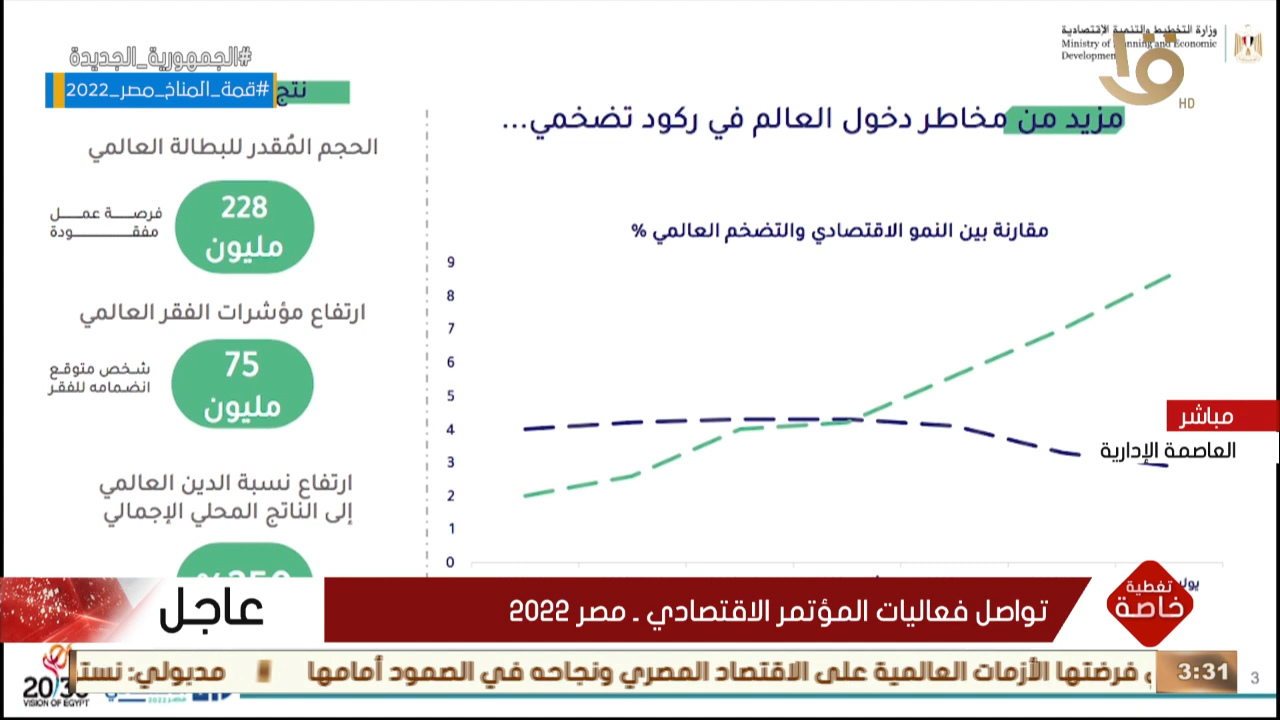 #الجمهورية_الجديدة
#قمة_المناخ_مصر_2022
وزارة التخطيط والتنمية الاقتصادية
Ministry of Planning and Economic
Development
HD
مزيد من مخاطر دخول العالم في ركود تضخمي...
مقارنة بين النمو الاقتصادي والتضخم العالمي %
9
8
7
6
5
4
3
2
1
0
الحجم المُقدر للبطالة العالمي
228
مليون
فرصة عمل
مفقودة
ارتفاع مؤشرات الفقر العالمي
75
مليون
شخص متوقع
انضمامه للفقر
ارتفاع نسبة الدين العالمي
إلى الناتج المحلي الإجمالي
مباشر
العاصمة الإدارية
تغطية
خاصة
تواصل فعاليات المؤتمر الاقتصادي - مصر 2022
عاجل
فرضتها الأزمات العالمية على الاقتصاد المصري ونجاحه في الصمود أمامها
مدبولي:
3:31
3
VISION OF EGYPT